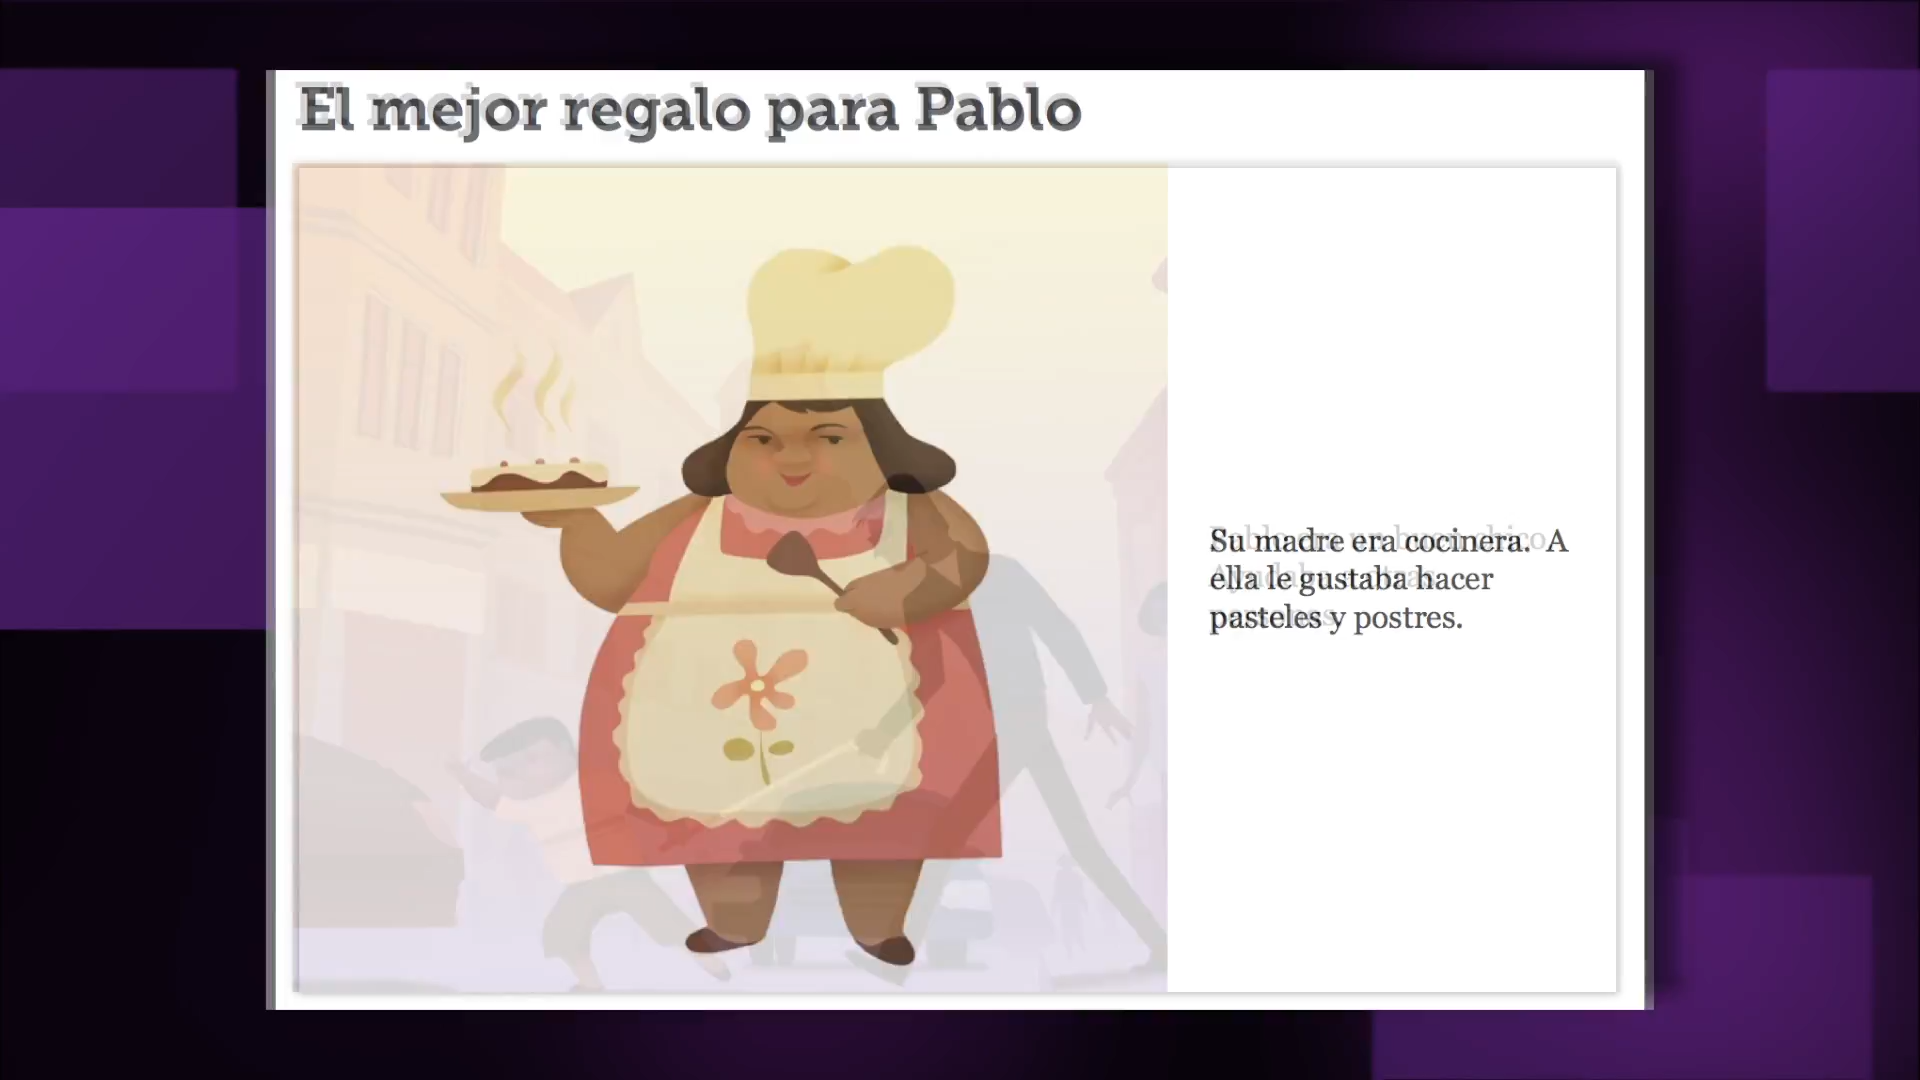 El mejor regalo para Pablo
Su madre era cocinera. A
ella le gustaba hacer
pasteles y postres.